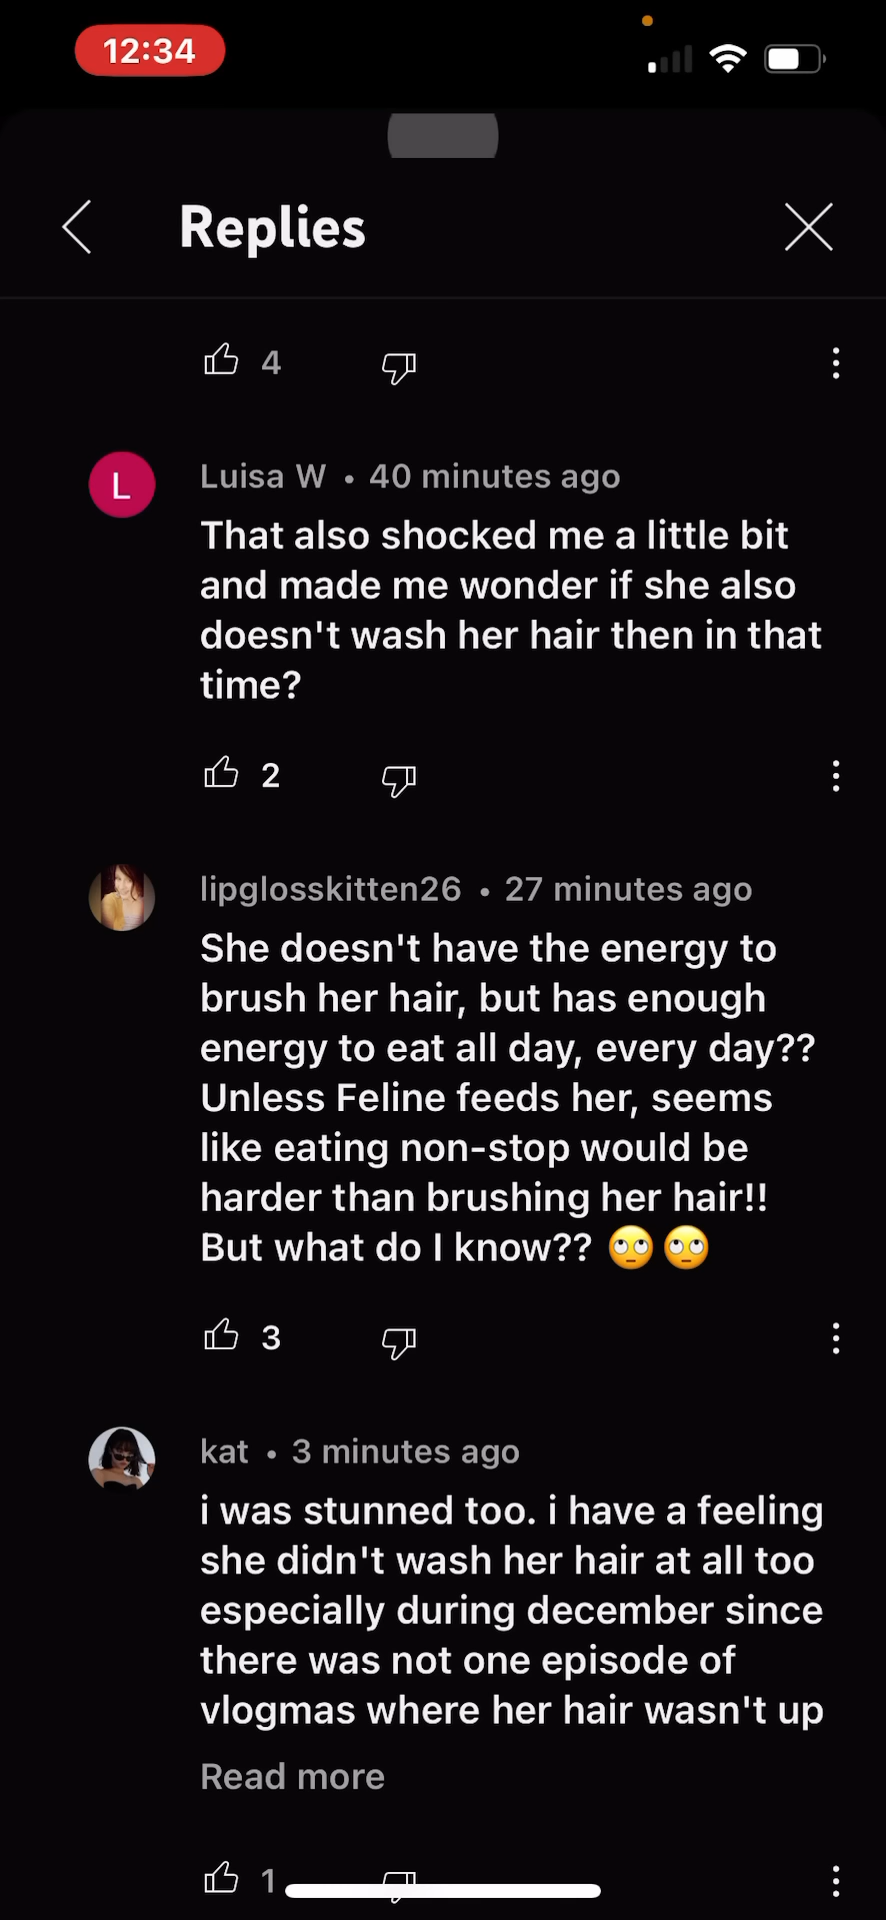 12:34
Replies
4
L
Luisa W • 40 minutes ago
That also shocked me a little bit
and made me wonder if she also
doesn't wash her hair then in that
time?
2
lipglosskitten26 • 27 minutes ago
She doesn't have the energy to
brush her hair, but has enough
energy to eat all day, every day??
Unless Feline feeds her, seems
like eating non-stop would be
harder than brushing her hair!!
But what do I know?? 🙄🙄
3
kat • 3 minutes ago
i was stunned too. i have a feeling
she didn't wash her hair at all too
especially during december since
there was not one episode of
vlogmas where her hair wasn't up
Read more
1